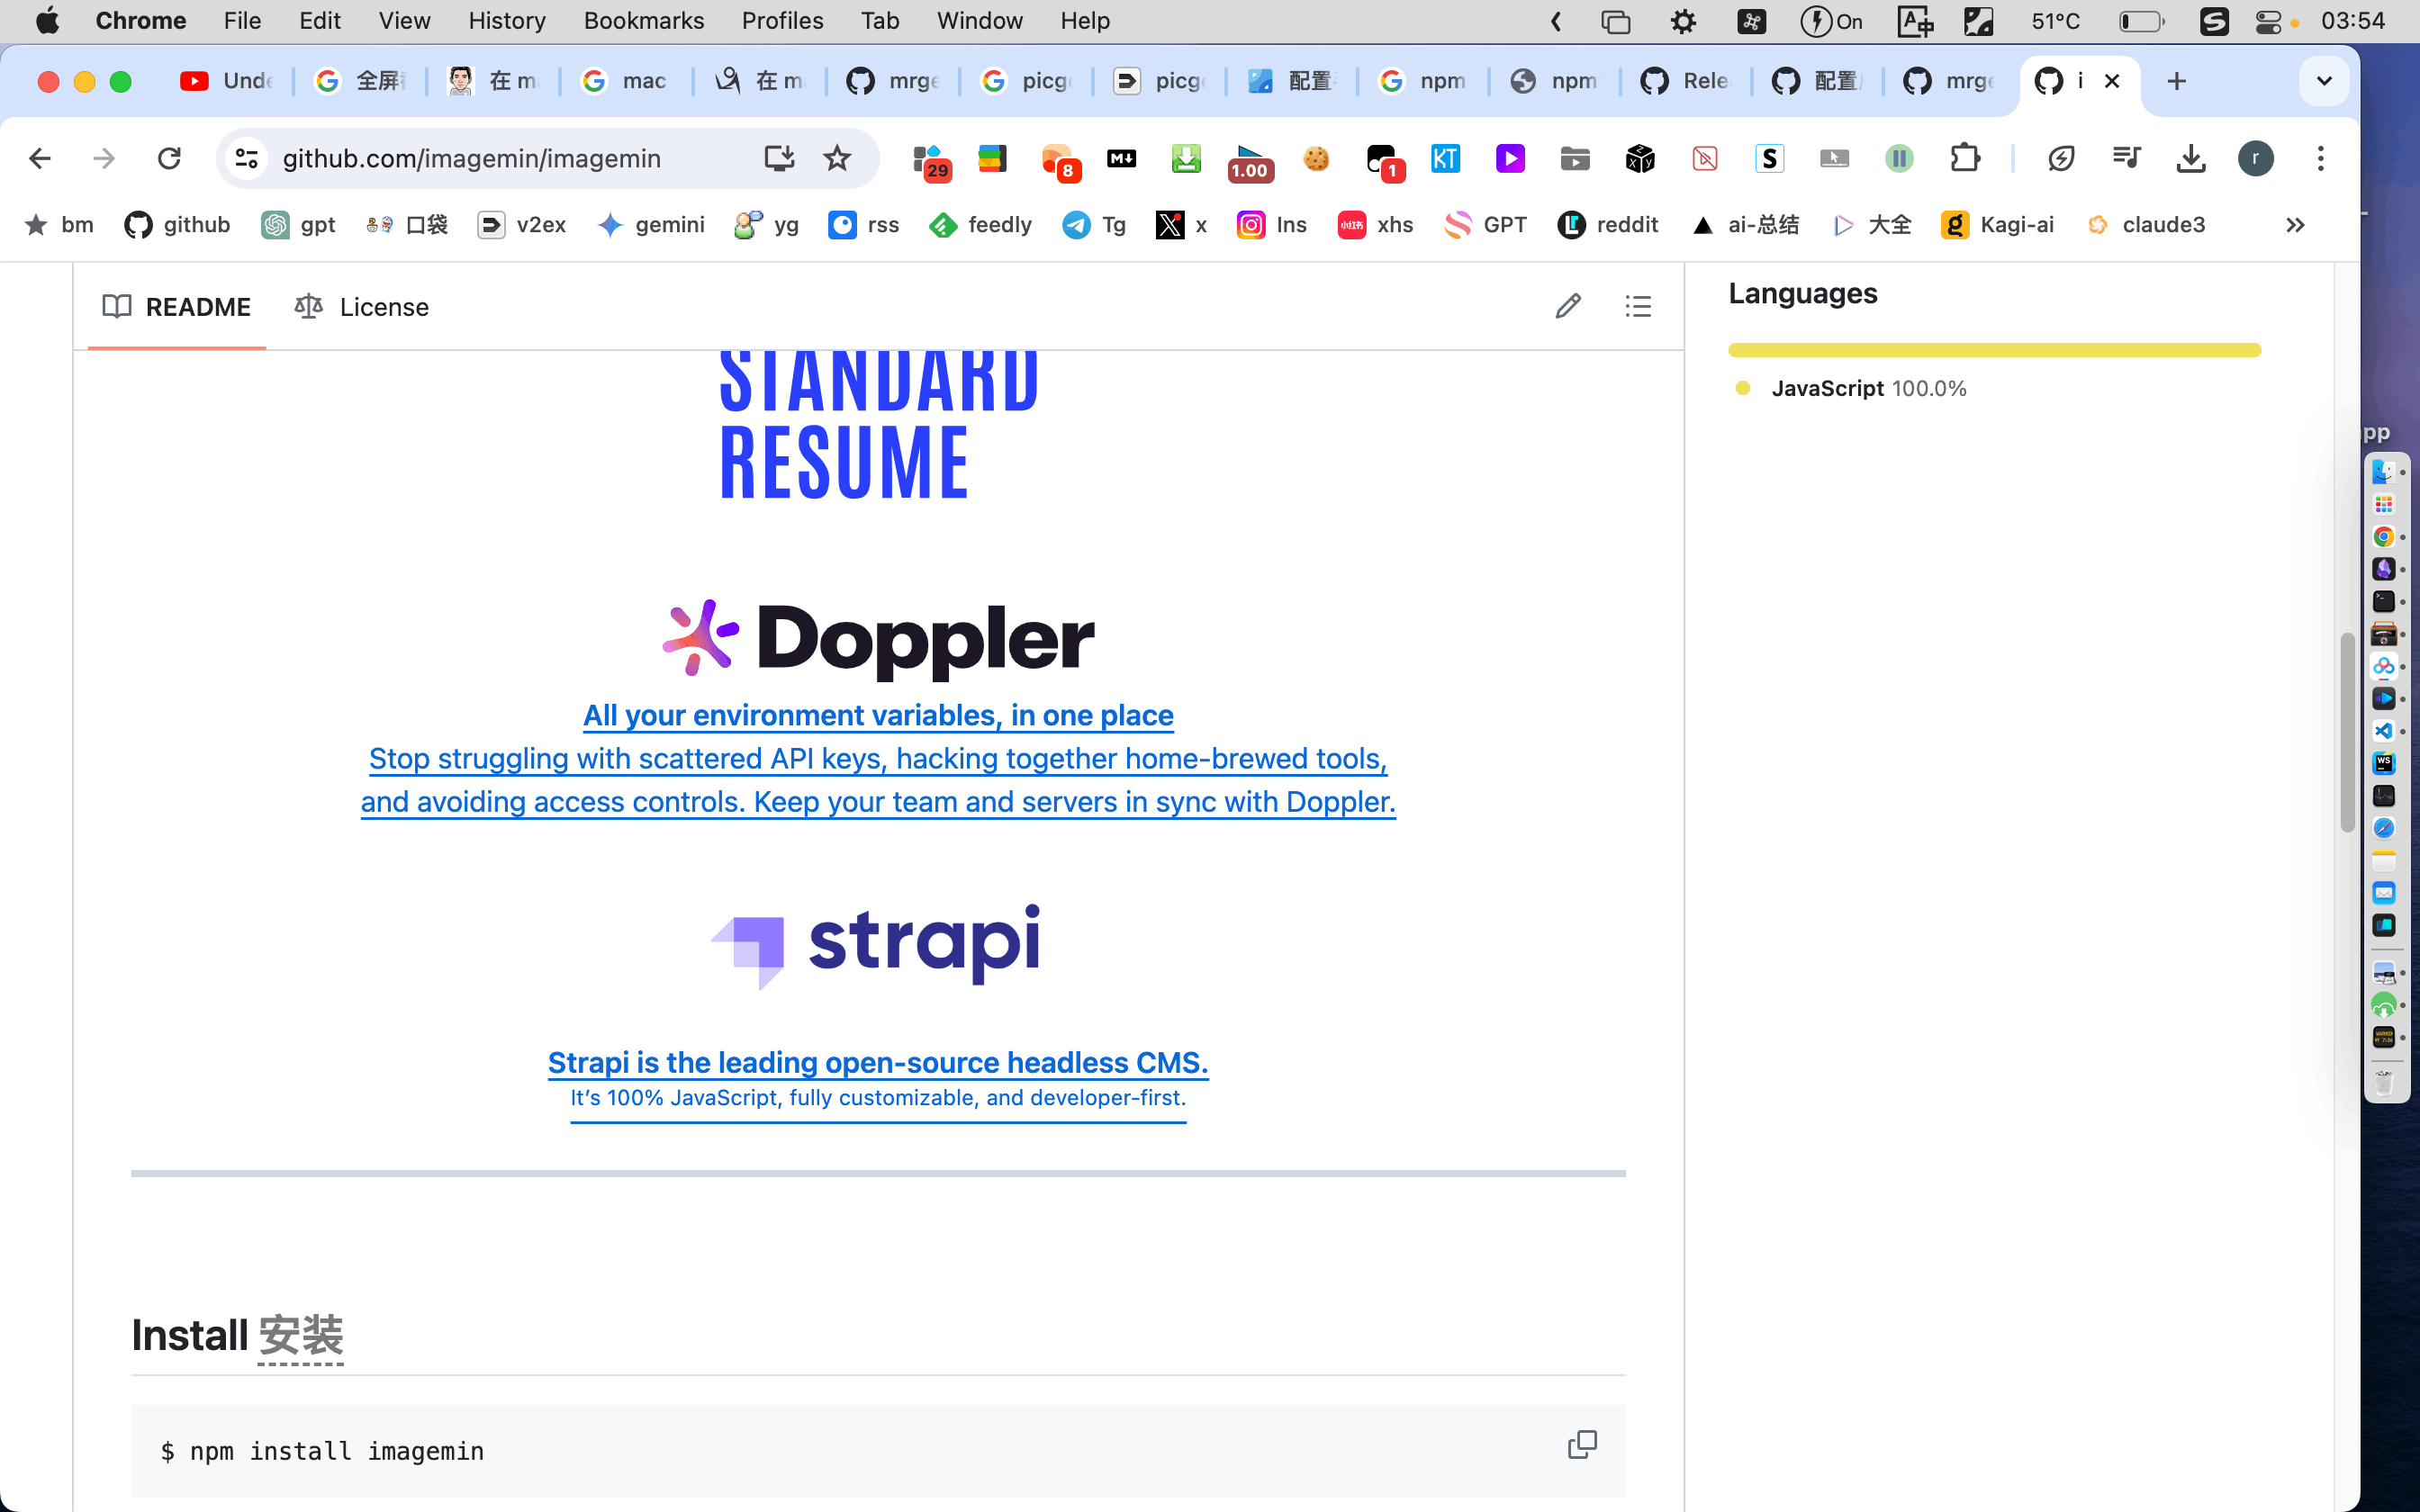 Chrome File Edit View History Bookmarks Profiles Tab Window Help On 51°C 03:54
Unde 全屏 在 ma mac 在 ma mrge picgo picgo 配置 npm npm Rele 配置 mrge i
github.com/imagemin/imagemin 29 8 1.00 1 KT S r
bm github gpt 口袋 v2ex gemini yg rss feedly Tg x Ins xhs GPT reddit ai-总结 大全 Kagi-ai claude3
README License
Languages
JavaScript 100.0%
STANDARD
RESUME
pp
Doppler
All your environment variables, in one place
Stop struggling with scattered API keys, hacking together home-brewed tools,
and avoiding access controls. Keep your team and servers in sync with Doppler.
strapi
Strapi is the leading open-source headless CMS.
It’s 100% JavaScript, fully customizable, and developer-first.
Install 安装
$ npm install imagemin